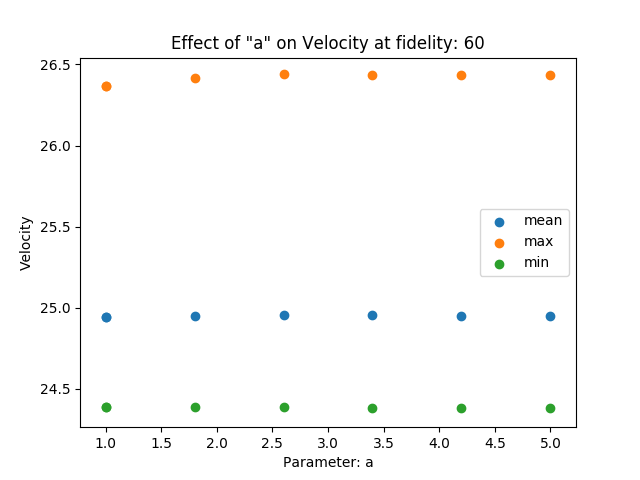 Effect of "a" on Velocity at fidelity: 60
26.5
26.0
25.5
25.0
24.5
Velocity
mean
max
min
1.0 1.5 2.0 2.5 3.0 3.5 4.0 4.5 5.0
Parameter: a